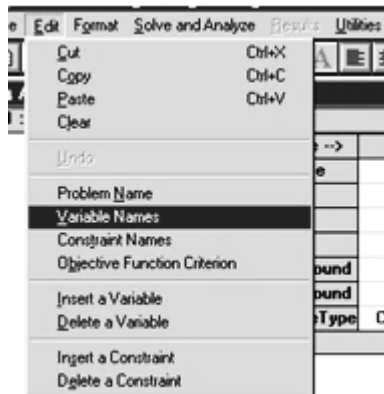 e Edit Format Solve and Analyze Results Utilities
Cut Ctrl+X
Copy Ctrl+C
Paste Ctrl+V
Clear
Undo
Problem Name
Variable Names
Constraint Names
Objective Function Criterion
Insert a Variable
Delete a Variable
Insert a Constraint
Delete a Constraint
-->
e
ound
ound
eType C